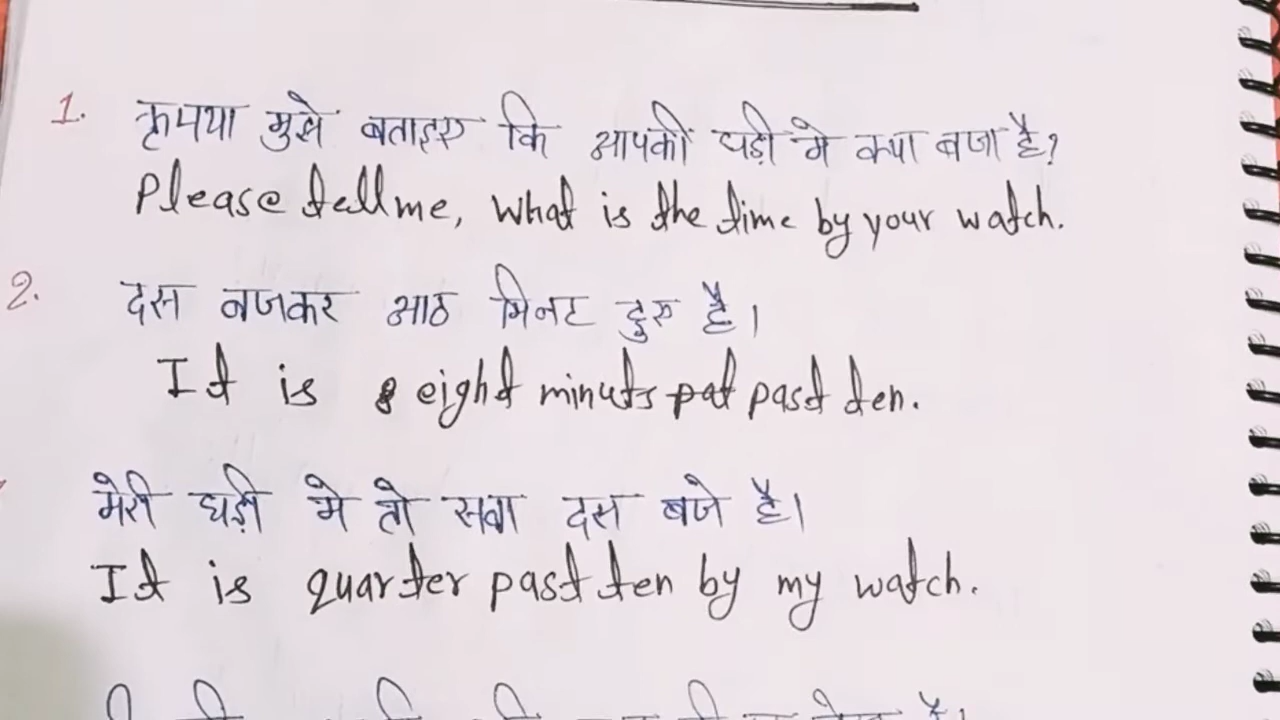 1. कृपया मुझे बताइए कि आपकी घड़ी मे क्या बजा है?
Please tell me, what is the time by your watch.
2. दस बजकर आठ मिनट हुए है।
It is eight minuts pat past ten.
मेरी घड़ी मे तो सवा दस बजे है।
It is quarter past ten by my watch.